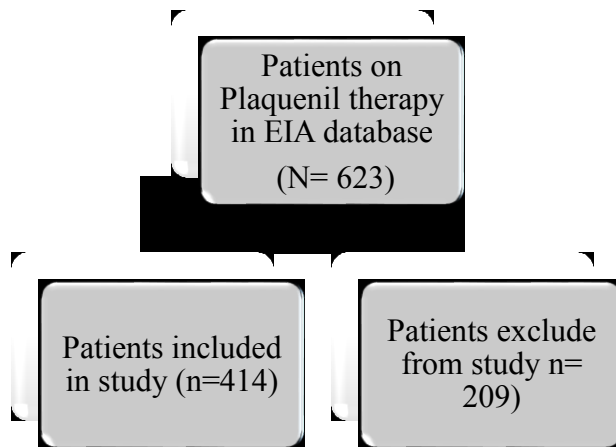 Patients on
Plaquenil therapy
in EIA database
(N= 623)
Patients included
in study (n=414)
Patients exclude
from study n=
209)